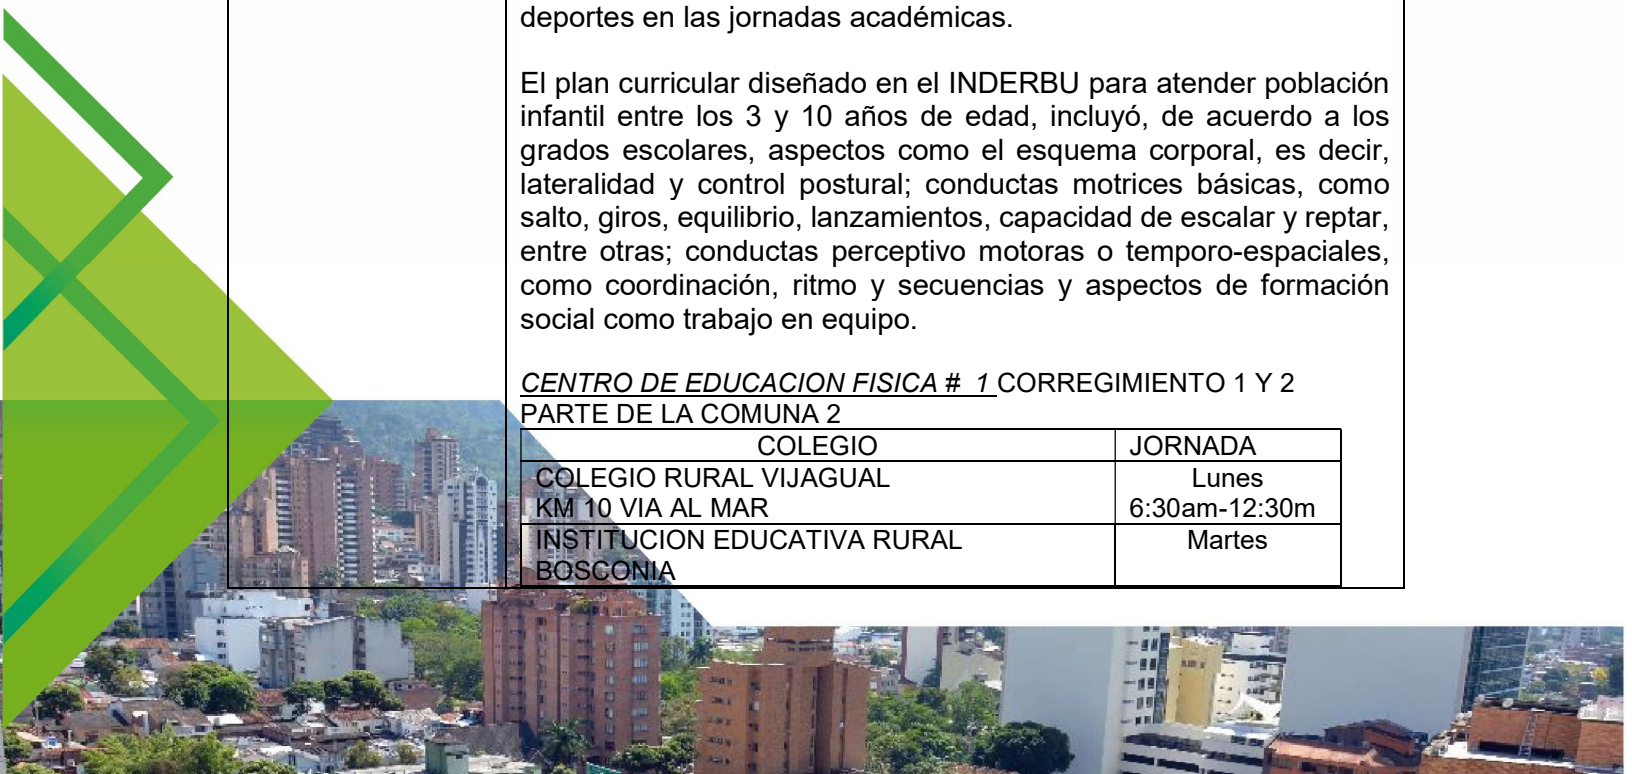 deportes en las jornadas académicas.
El plan curricular diseñado en el INDERBU para atender población
infantil entre los 3 y 10 años de edad, incluyó, de acuerdo a los
grados escolares, aspectos como el esquema corporal, es decir,
lateralidad y control postural; conductas motrices básicas, como
salto, giros, equilibrio, lanzamientos, capacidad de escalar y reptar,
entre otras; conductas perceptivo motoras o temporo-espaciales,
como coordinación, ritmo y secuencias y aspectos de formación
social como trabajo en equipo.
CENTRO DE EDUCACION FISICA # 1 CORREGIMIENTO 1 Y 2
PARTE DE LA COMUNA 2
COLEGIO JORNADA
COLEGIO RURAL VIJAGUAL Lunes
KM 10 VIA AL MAR 6:30am-12:30m
INSTITUCION EDUCATIVA RURAL Martes
BOSCONIA